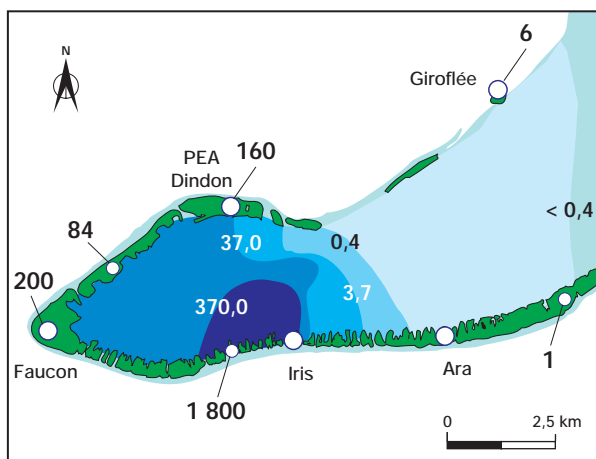 N
6
Giroflée
PEA
Dindon
160
84
37,0
0,4
< 0,4
200
370,0
3,7
Faucon
1 800
Iris
Ara
1
0
2,5 km